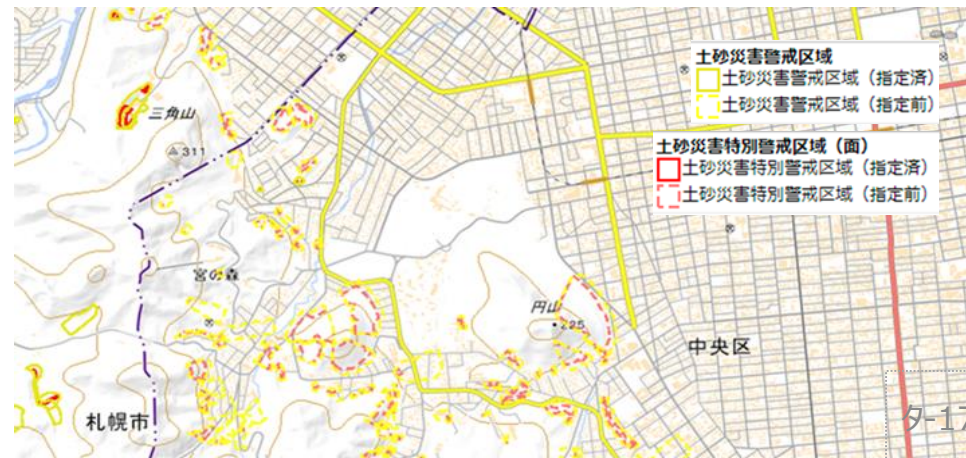 土砂災害警戒区域
土砂災害警戒区域（指定済）
土砂災害警戒区域（指定前）
土砂災害特別警戒区域（面）
土砂災害特別警戒区域（指定済）
土砂災害特別警戒区域（指定前）
三角山
311
宮の森
円山
225
中央区
札幌市
タ-17